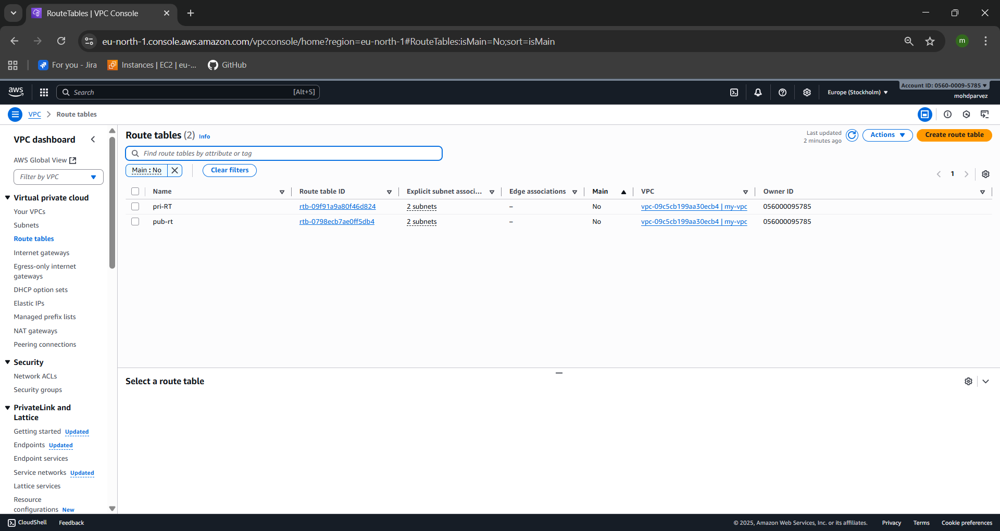 RouteTables | VPC Console
eu-north-1.console.aws.amazon.com/vpcconsole/home?region=eu-north-1#RouteTables:isMain=No;sort=isMain
m
For you - Jira
Instances | EC2 | eu-...
GitHub
aws
Search
[Alt+S]
Europe (Stockholm)
Account ID: 0560-0009-5785
mohdparvez
VPC
Route tables
VPC dashboard
AWS Global View
Filter by VPC
Virtual private cloud
Your VPCs
Subnets
Route tables
Internet gateways
Egress-only internet
gateways
DHCP option sets
Elastic IPs
Managed prefix lists
NAT gateways
Peering connections
Security
Network ACLs
Security groups
PrivateLink and
Lattice
Getting started Updated
Endpoints Updated
Endpoint services
Service networks Updated
Lattice services
Resource
configurations New
Route tables (2) Info
Last updated
2 minutes ago
Actions
Create route table
Find route tables by attribute or tag
Main : No
Clear filters
1
Name Route table ID Explicit subnet associ... Edge associations Main VPC Owner ID
pri-RT rtb-09f91a9a80f46d824 2 subnets – No vpc-09c5cb199aa30ecb4 | my-vpc 056000095785
pub-rt rtb-0798ecb7ae0ff5db4 2 subnets – No vpc-09c5cb199aa30ecb4 | my-vpc 056000095785
Select a route table
CloudShell
Feedback
© 2025, Amazon Web Services, Inc. or its affiliates.
Privacy
Terms
Cookie preferences